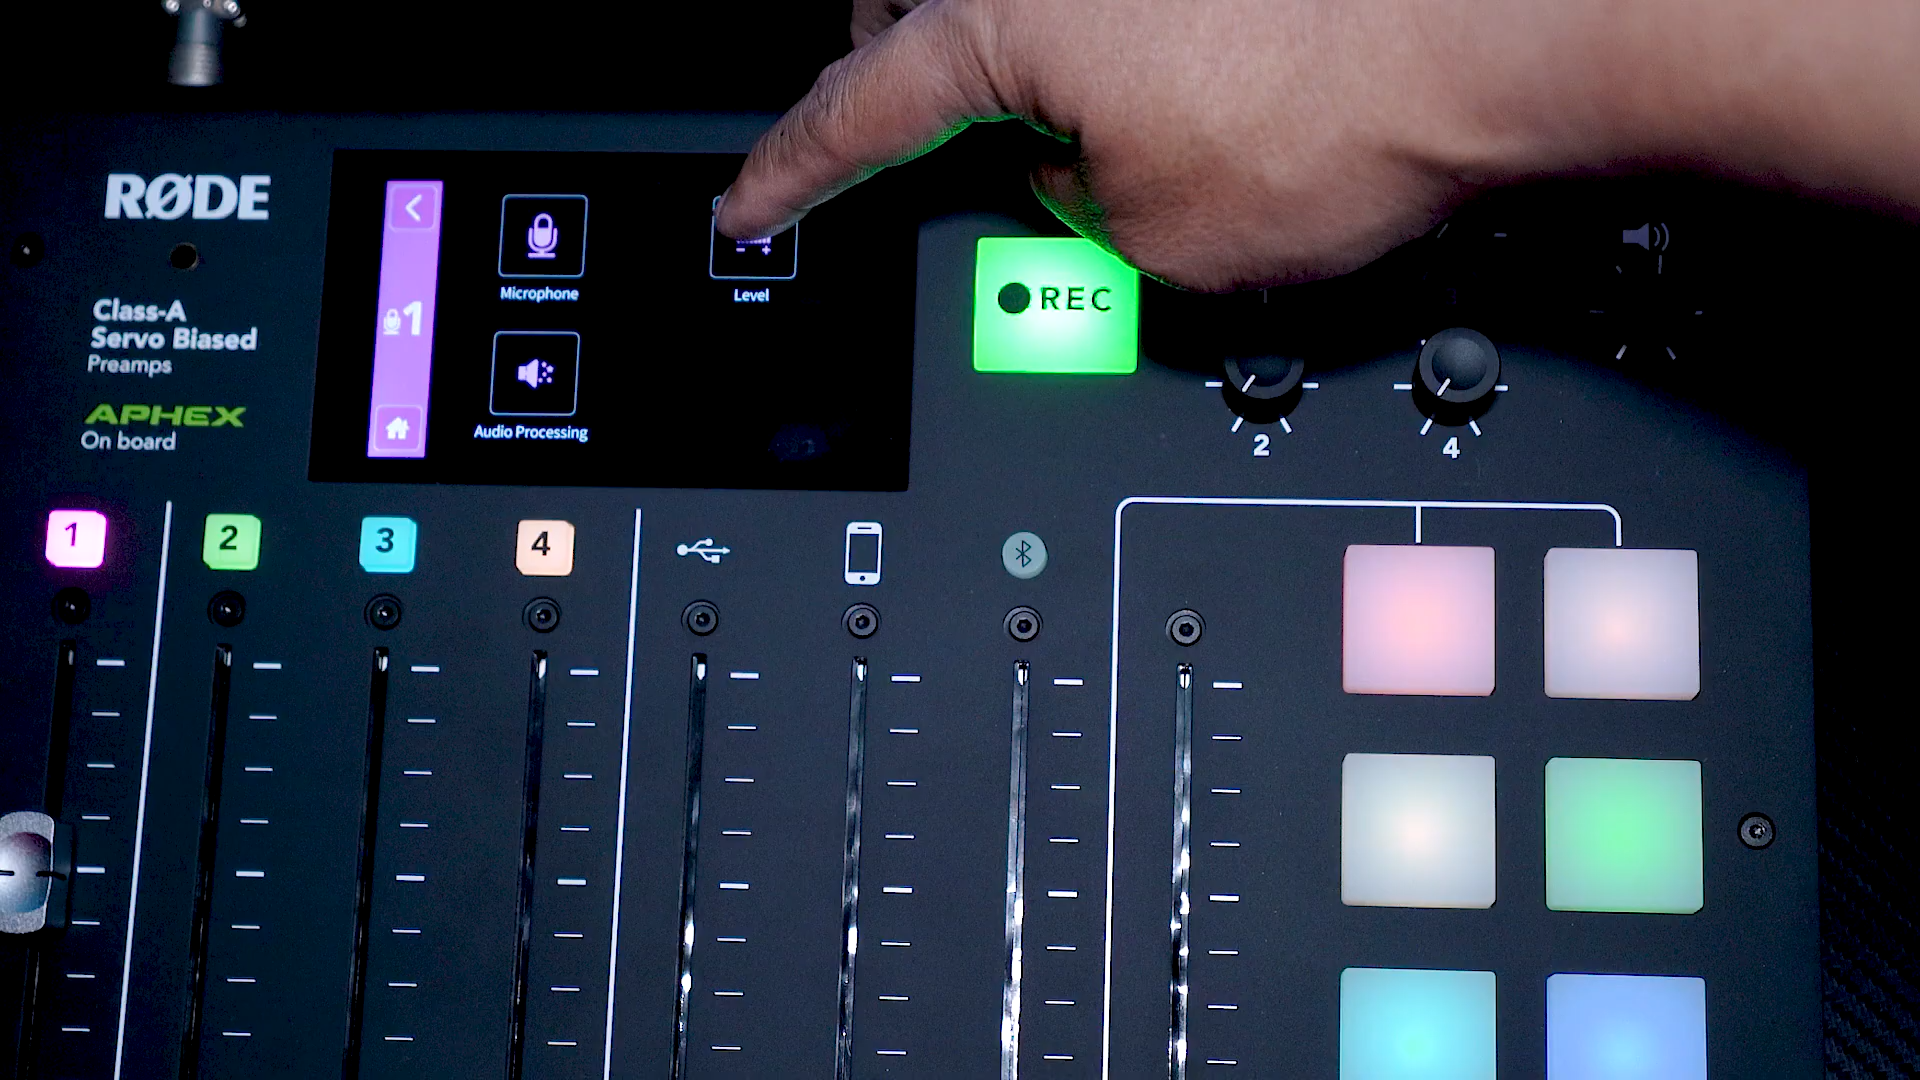 RØDE
Class-A
Servo Biased
Preamps
APHEX
On board
1
Microphone
Level
Audio Processing
REC
2
4
1
2
3
4